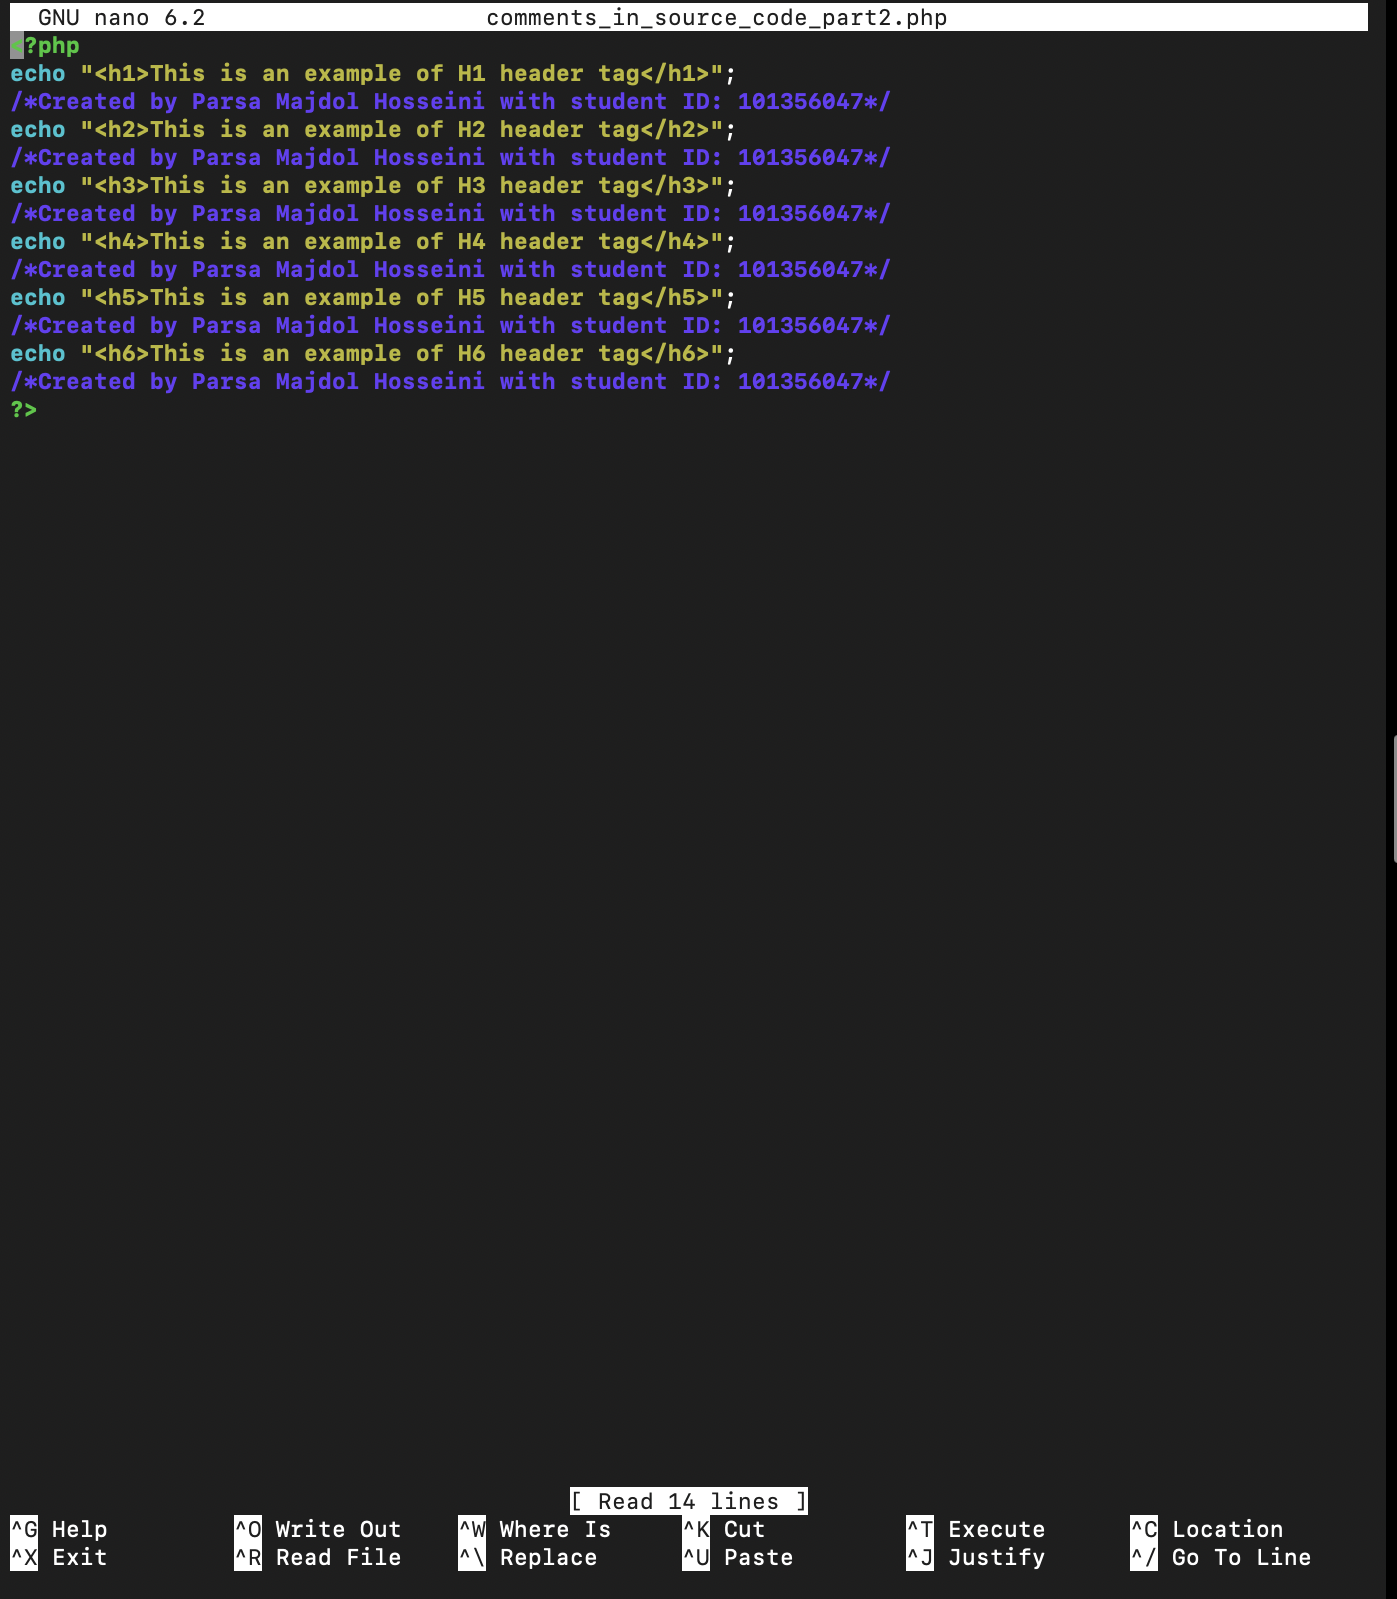 GNU nano 6.2 comments_in_source_code_part2.php
<?php
echo "<h1>This is an example of H1 header tag</h1>";
/*Created by Parsa Majdol Hosseini with student ID: 101356047*/
echo "<h2>This is an example of H2 header tag</h2>";
/*Created by Parsa Majdol Hosseini with student ID: 101356047*/
echo "<h3>This is an example of H3 header tag</h3>";
/*Created by Parsa Majdol Hosseini with student ID: 101356047*/
echo "<h4>This is an example of H4 header tag</h4>";
/*Created by Parsa Majdol Hosseini with student ID: 101356047*/
echo "<h5>This is an example of H5 header tag</h5>";
/*Created by Parsa Majdol Hosseini with student ID: 101356047*/
echo "<h6>This is an example of H6 header tag</h6>";
/*Created by Parsa Majdol Hosseini with student ID: 101356047*/
?>
[ Read 14 lines ]
^G Help ^O Write Out ^W Where Is ^K Cut ^T Execute ^C Location
^X Exit ^R Read File ^\ Replace ^U Paste ^J Justify ^/ Go To Line